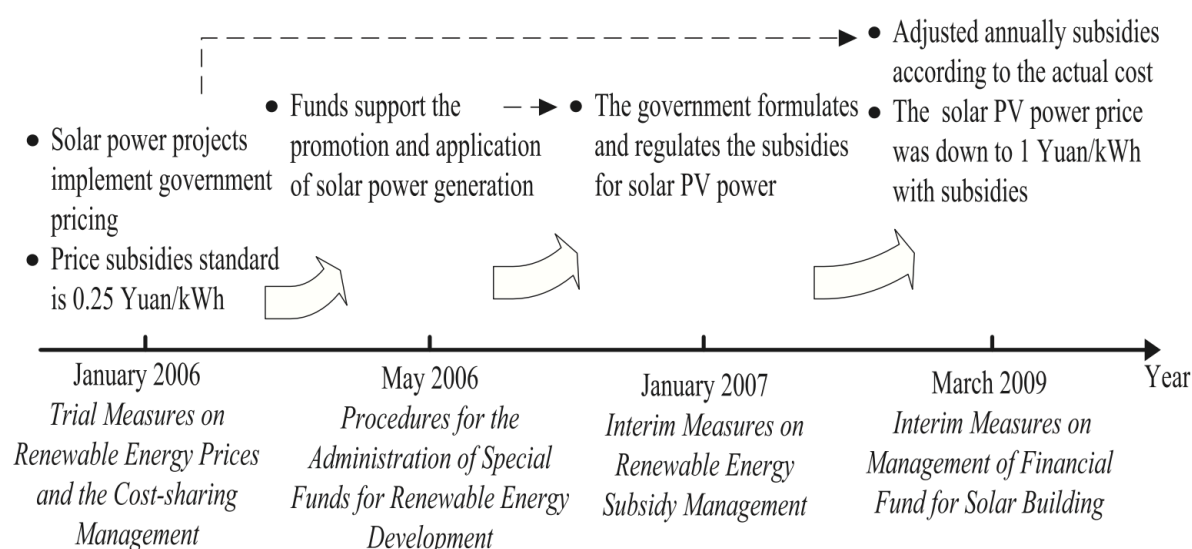 ● Solar power projects
implement government
pricing
● Price subsidies standard
is 0.25 Yuan/kWh
● Funds support the
promotion and application
of solar power generation
● The government formulates
and regulates the subsidies
for solar PV power
● Adjusted annually subsidies
according to the actual cost
● The solar PV power price
was down to 1 Yuan/kWh
with subsidies
January 2006
Trial Measures on
Renewable Energy Prices
and the Cost-sharing
Management
May 2006
Procedures for the
Administration of Special
Funds for Renewable Energy
Development
January 2007
Interim Measures on
Renewable Energy
Subsidy Management
March 2009
Interim Measures on
Management of Financial
Fund for Solar Building
Year